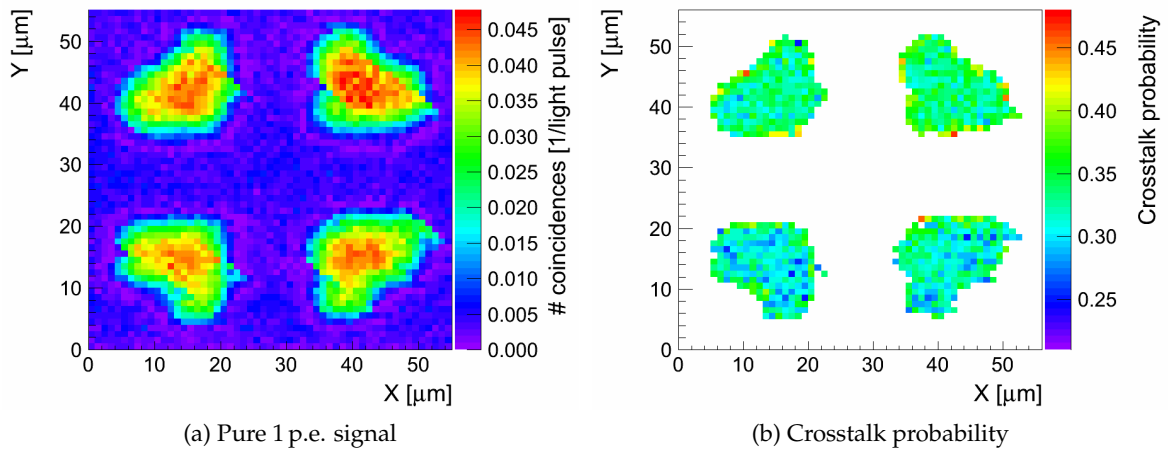 Y [μm]
50
40
30
20
10
0
0 10 20 30 40 50
X [μm]
0.045
0.040
0.035
0.030
0.025
0.020
0.015
0.010
0.005
0.000
# coincidences [1/light pulse]
(a) Pure 1 p.e. signal
Y [μm]
50
40
30
20
10
0
0 10 20 30 40 50
X [μm]
0.45
0.40
0.35
0.30
0.25
Crosstalk probability
(b) Crosstalk probability